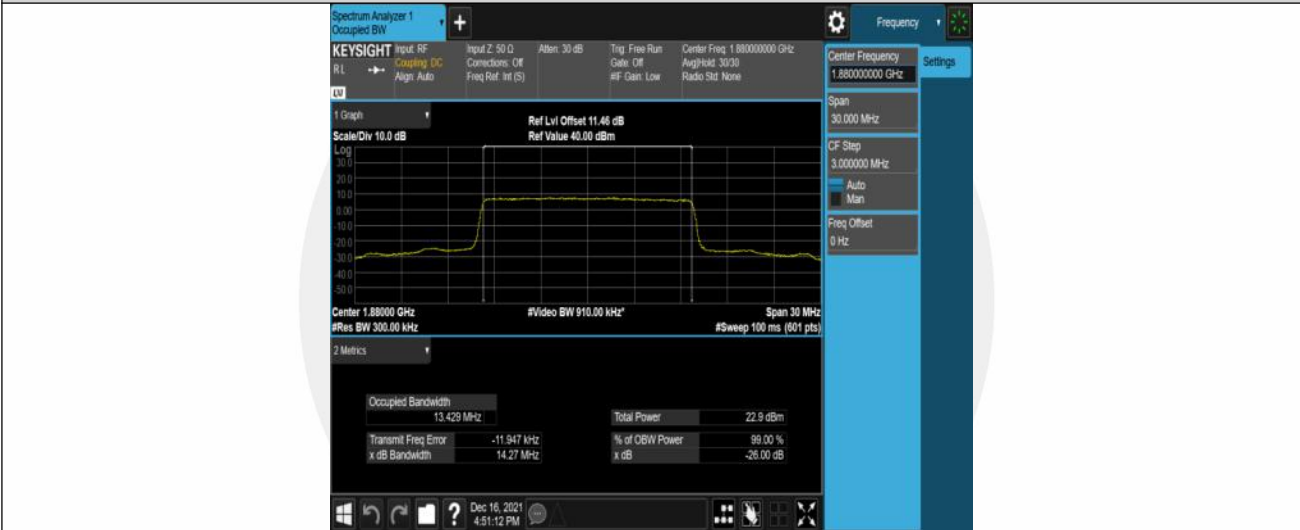 Spectrum Analyzer 1
Occupied BW
+
Frequency
KEYSIGHT
RL
Input: RF
Coupling: DC
Align: Auto
Input Z: 50 Ω
Corrections: Off
Freq Ref: Int (S)
Atten: 30 dB
Trig: Free Run
Gate: Off
#IF Gain: Low
Center Freq: 1.880000000 GHz
Avg|Hold: 30/30
Radio Std: None
1 Graph
Scale/Div 10.0 dB
Ref Lvl Offset 11.46 dB
Ref Value 40.00 dBm
Log
30.0
20.0
10.0
0.00
-10.0
-20.0
-30.0
-40.0
-50.0
Center 1.88000 GHz
#Res BW 300.00 kHz
#Video BW 910.00 kHz*
Span 30 MHz
#Sweep 100 ms (601 pts)
2 Metrics
Occupied Bandwidth
13.429 MHz
Total Power 22.9 dBm
Transmit Freq Error -11.947 kHz
% of OBW Power 99.00 %
x dB Bandwidth 14.27 MHz
x dB -26.00 dB
Center Frequency
1.880000000 GHz
Settings
Span
30.000 MHz
CF Step
3.000000 MHz
Auto
Man
Freq Offset
0 Hz
?
Dec 16, 2021
4:51:12 PM